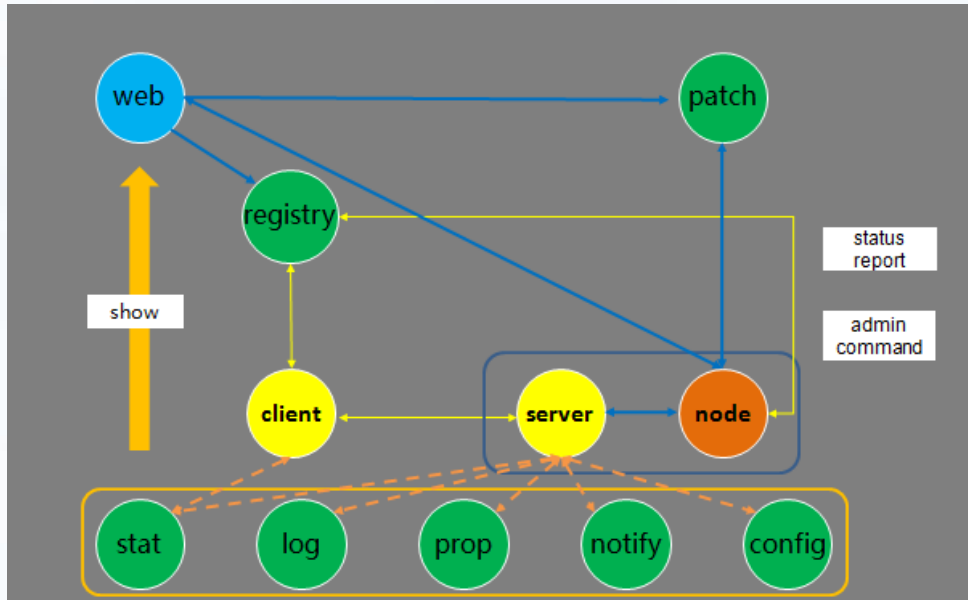 web
patch
registry
status
report
show
admin
command
client
server
node
stat
log
prop
notify
config